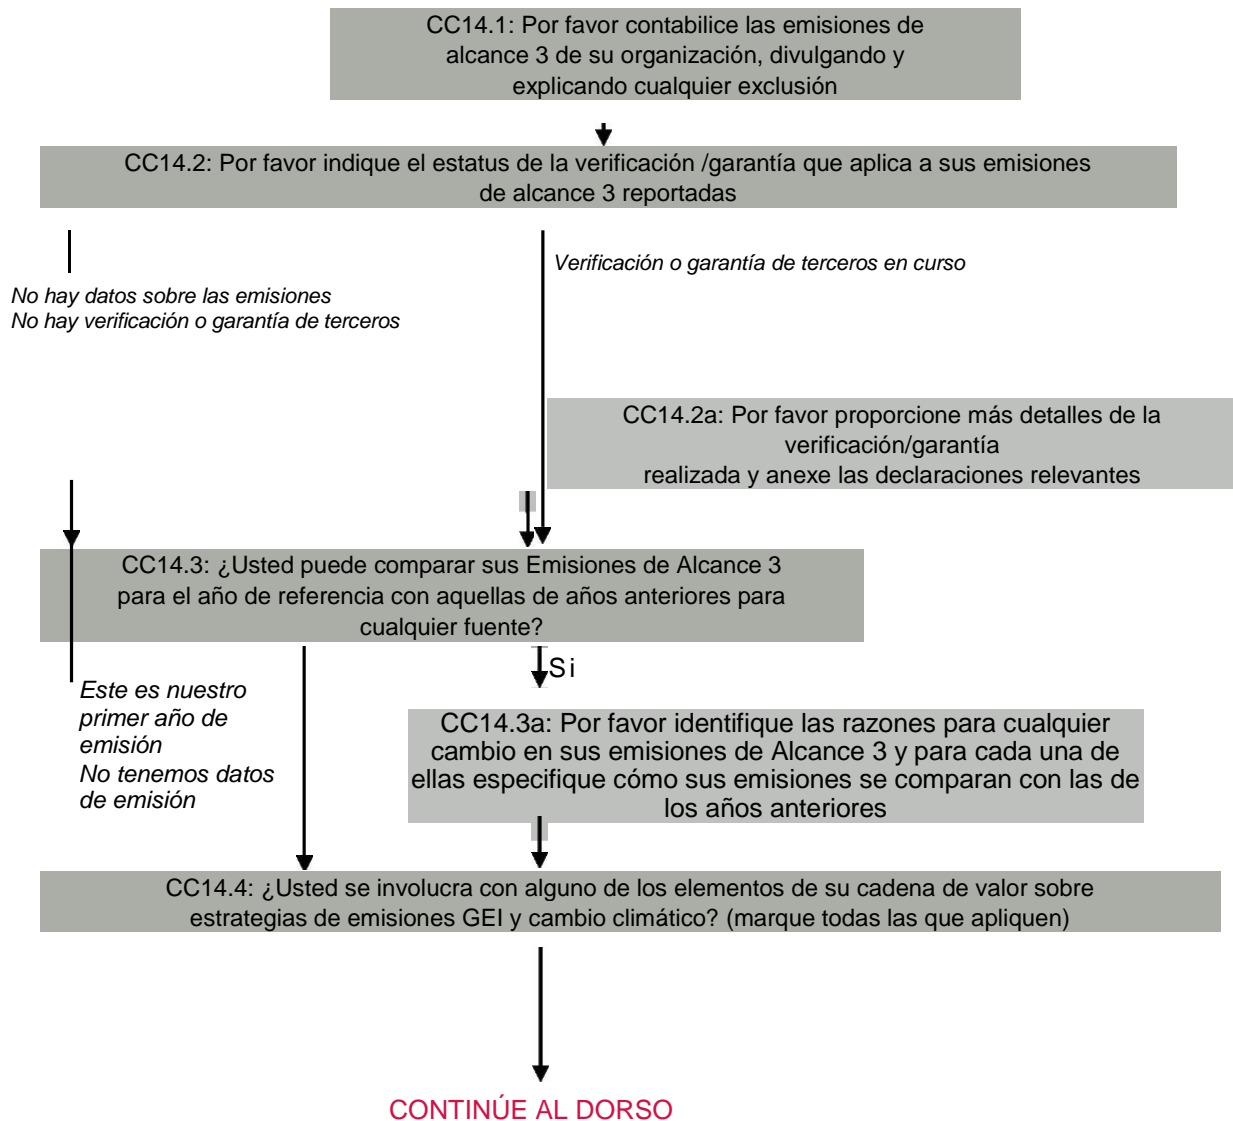 CC14.1: Por favor contabilice las emisiones de
alcance 3 de su organización, divulgando y
explicando cualquier exclusión
CC14.2: Por favor indique el estatus de la verificación /garantía que aplica a sus emisiones
de alcance 3 reportadas
Verificación o garantía de terceros en curso
No hay datos sobre las emisiones
No hay verificación o garantía de terceros
CC14.2a: Por favor proporcione más detalles de la
verificación/garantía
realizada y anexe las declaraciones relevantes
CC14.3: ¿Usted puede comparar sus Emisiones de Alcance 3
para el año de referencia con aquellas de años anteriores para
cualquier fuente?
Si
Este es nuestro
primer año de
emisión
No tenemos datos
de emisión
CC14.3a: Por favor identifique las razones para cualquier
cambio en sus emisiones de Alcance 3 y para cada una de
ellas especifique cómo sus emisiones se comparan con las de
los años anteriores
CC14.4: ¿Usted se involucra con alguno de los elementos de su cadena de valor sobre
estrategias de emisiones GEI y cambio climático? (marque todas las que apliquen)
CONTINÚE AL DORSO